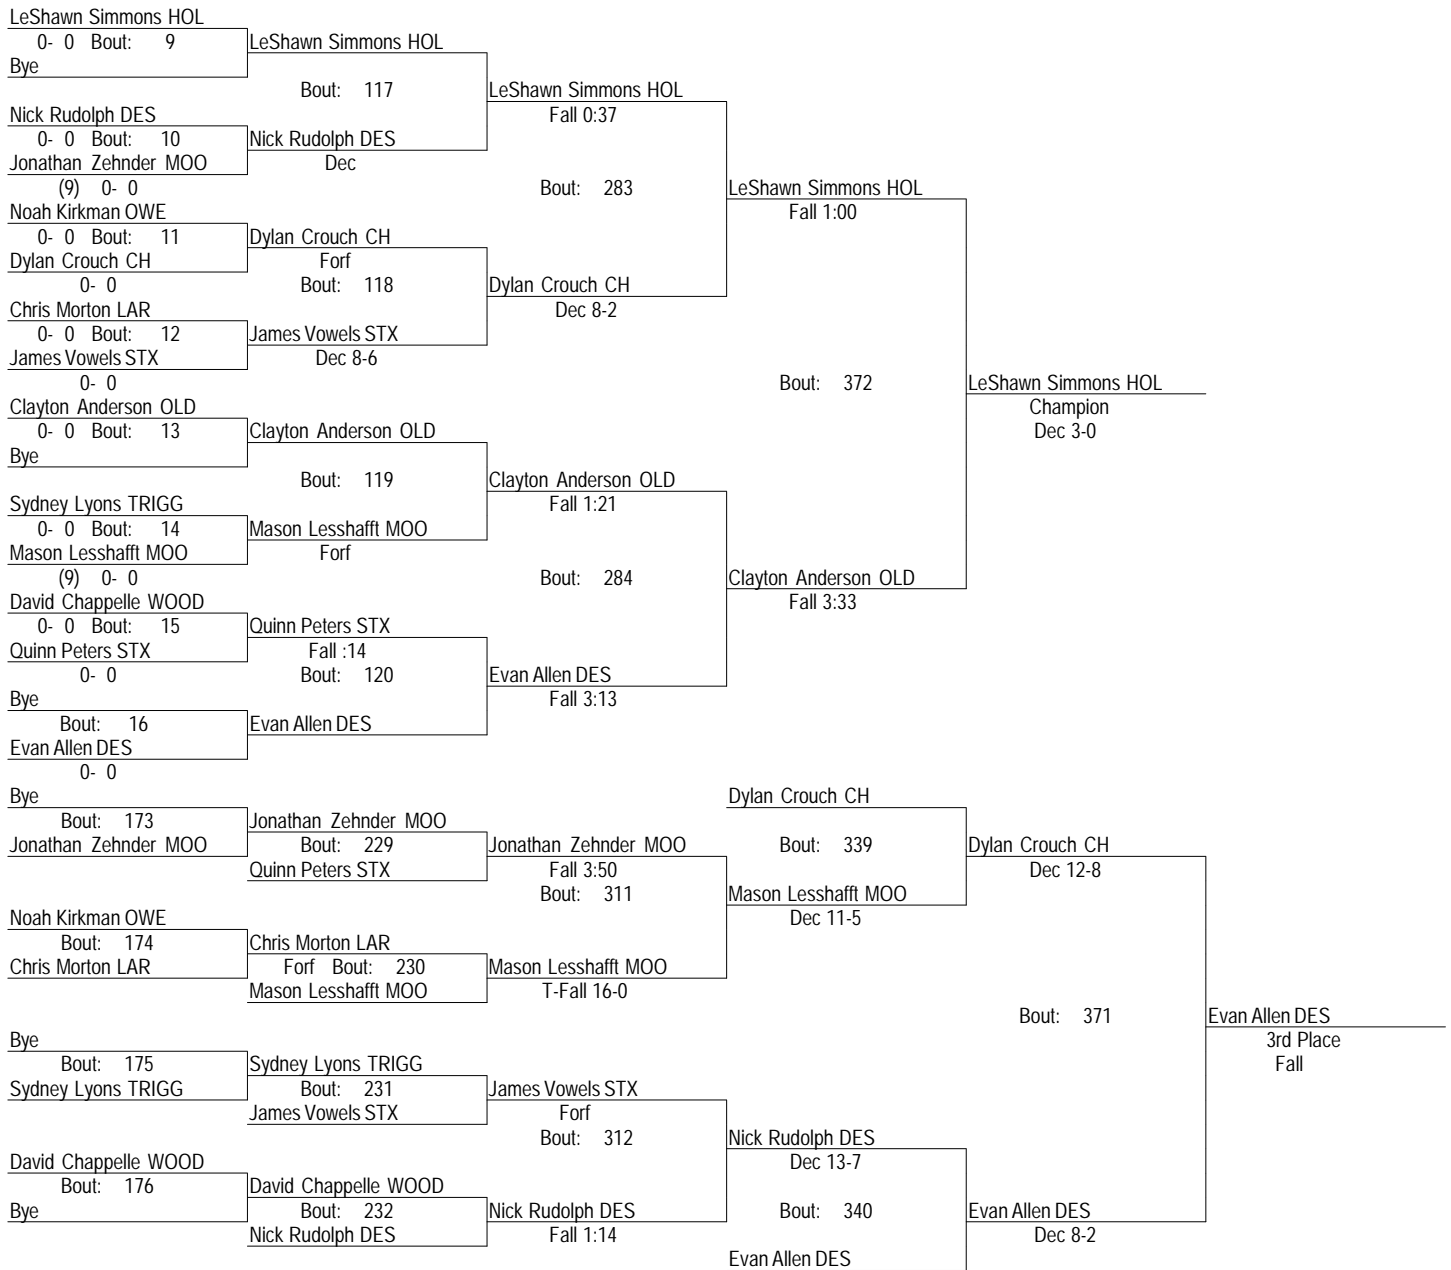 LeShawn Simmons HOL
0- 0 Bout: 9 LeShawn Simmons HOL
Bye
Bout: 117 LeShawn Simmons HOL
Nick Rudolph DES Fall 0:37
0- 0 Bout: 10 Nick Rudolph DES
Jonathan Zehnder MOO Dec
(9) 0- 0 Bout: 283 LeShawn Simmons HOL
Noah Kirkman OWE Fall 1:00
0- 0 Bout: 11 Dylan Crouch CH
Dylan Crouch CH Forf
0- 0 Bout: 118 Dylan Crouch CH
Chris Morton LAR Dec 8-2
0- 0 Bout: 12 James Vowels STX
James Vowels STX Dec 8-6
0- 0 Bout: 372 LeShawn Simmons HOL
Clayton Anderson OLD Champion
0- 0 Bout: 13 Clayton Anderson OLD Dec 3-0
Bye
Bout: 119 Clayton Anderson OLD
Sydney Lyons TRIGG Fall 1:21
0- 0 Bout: 14 Mason Lesshafft MOO
Mason Lesshafft MOO Forf
(9) 0- 0 Bout: 284 Clayton Anderson OLD
David Chappelle WOOD Fall 3:33
0- 0 Bout: 15 Quinn Peters STX
Quinn Peters STX Fall :14
0- 0 Bout: 120 Evan Allen DES
Bye Fall 3:13
Bout: 16 Evan Allen DES
Evan Allen DES
0- 0
Bye Dylan Crouch CH
Bout: 173 Jonathan Zehnder MOO
Jonathan Zehnder MOO Bout: 229 Jonathan Zehnder MOO Bout: 339 Dylan Crouch CH
Quinn Peters STX Fall 3:50 Dec 12-8
Bout: 311 Mason Lesshafft MOO
Noah Kirkman OWE Dec 11-5
Bout: 174 Chris Morton LAR
Chris Morton LAR Forf Bout: 230 Mason Lesshafft MOO
Mason Lesshafft MOO T-Fall 16-0
Bout: 371 Evan Allen DES
Bye 3rd Place
Bout: 175 Sydney Lyons TRIGG Fall
Sydney Lyons TRIGG Bout: 231 James Vowels STX
James Vowels STX Forf
Bout: 312 Nick Rudolph DES
David Chappelle WOOD Dec 13-7
Bout: 176 David Chappelle WOOD
Bye Bout: 232 Nick Rudolph DES Bout: 340 Evan Allen DES
Nick Rudolph DES Fall 1:14 Dec 8-2
Evan Allen DES